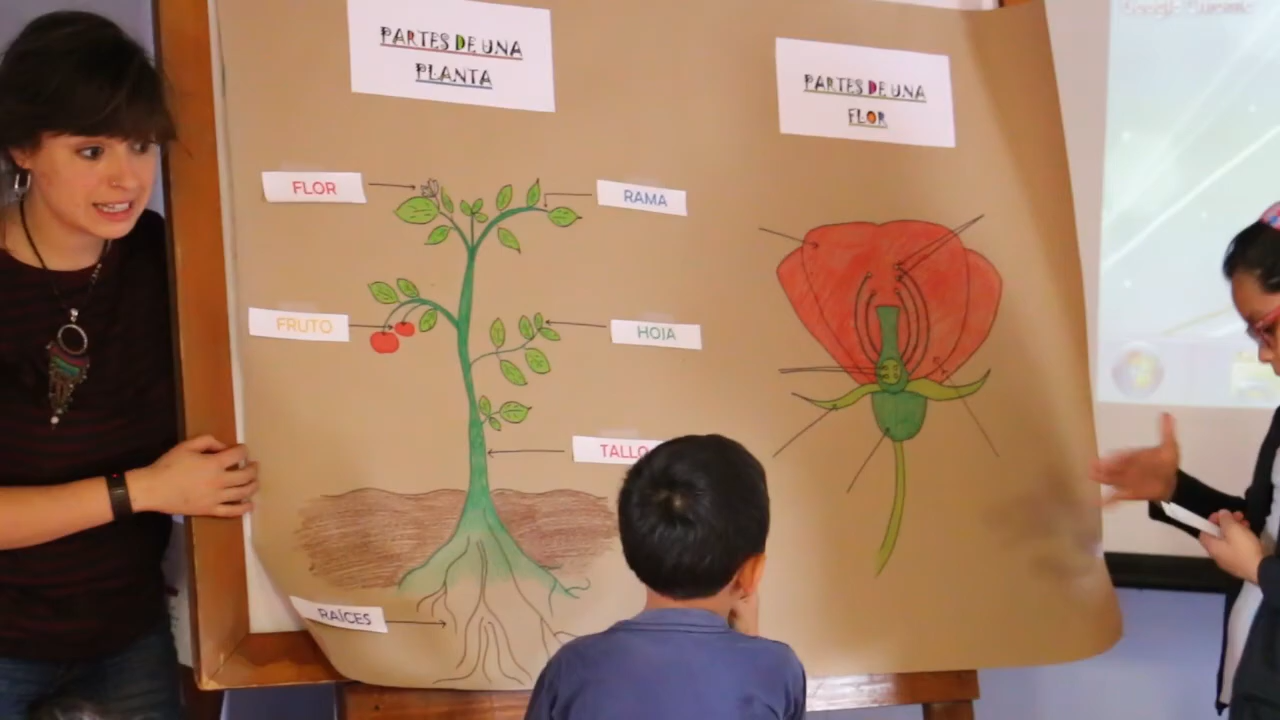 PARTES DE UNA
PLANTA
PARTES DE UNA
FLOR
FLOR
RAMA
FRUTO
HOJA
TALLO
RAÍCES